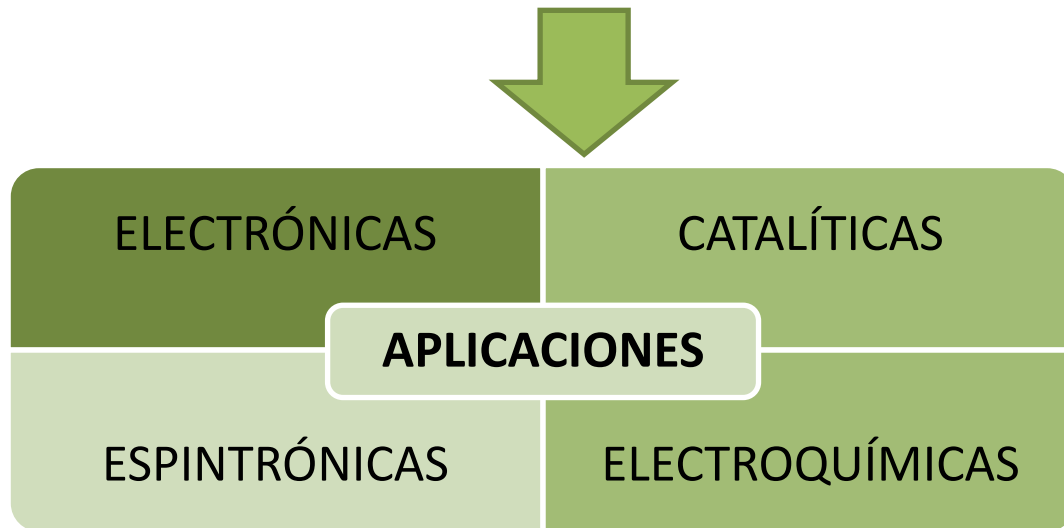 ELECTRÓNICAS
CATALÍTICAS
APLICACIONES
ESPINTRÓNICAS
ELECTROQUÍMICAS